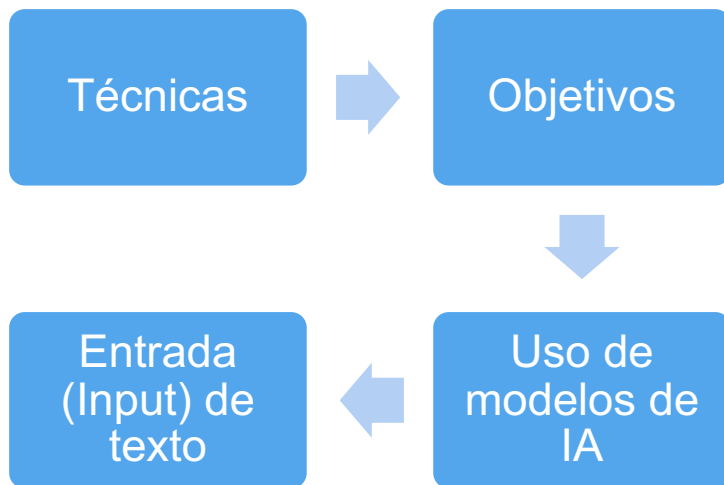 Técnicas
Objetivos
Uso de
modelos de
IA
Entrada
(Input) de
texto